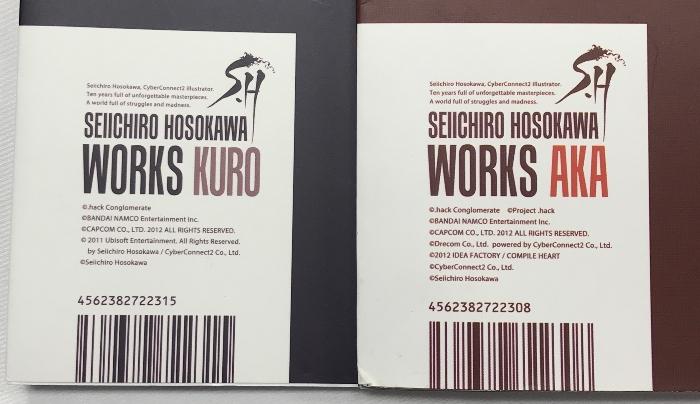 S.H
Seiichiro Hosokawa, CyberConnect2 illustrator.
Ten years full of unforgettable masterpieces.
A world full of struggles and madness.
SEIICHIRO HOSOKAWA
WORKS KURO
©.hack Conglomerate
©BANDAI NAMCO Entertainment Inc.
©CAPCOM CO., LTD. 2012 ALL RIGHTS RESERVED.
© 2011 Ubisoft Entertainment. All Rights Reserved.
by Seiichiro Hosokawa / CyberConnect2 Co., Ltd.
©Seiichiro Hosokawa
4562382722315
S.H
Seiichiro Hosokawa, CyberConnect2 illustrator.
Ten years full of unforgettable masterpieces.
A world full of struggles and madness.
SEIICHIRO HOSOKAWA
WORKS AKA
©.hack Conglomerate ©Project .hack
©BANDAI NAMCO Entertainment Inc.
©CAPCOM CO., LTD. 2012 ALL RIGHTS RESERVED.
©Drecom Co., Ltd. powered by CyberConnect2 Co., Ltd.
©2012 IDEA FACTORY / COMPILE HEART
©CyberConnect2 Co., Ltd.
©Seiichiro Hosokawa
4562382722308